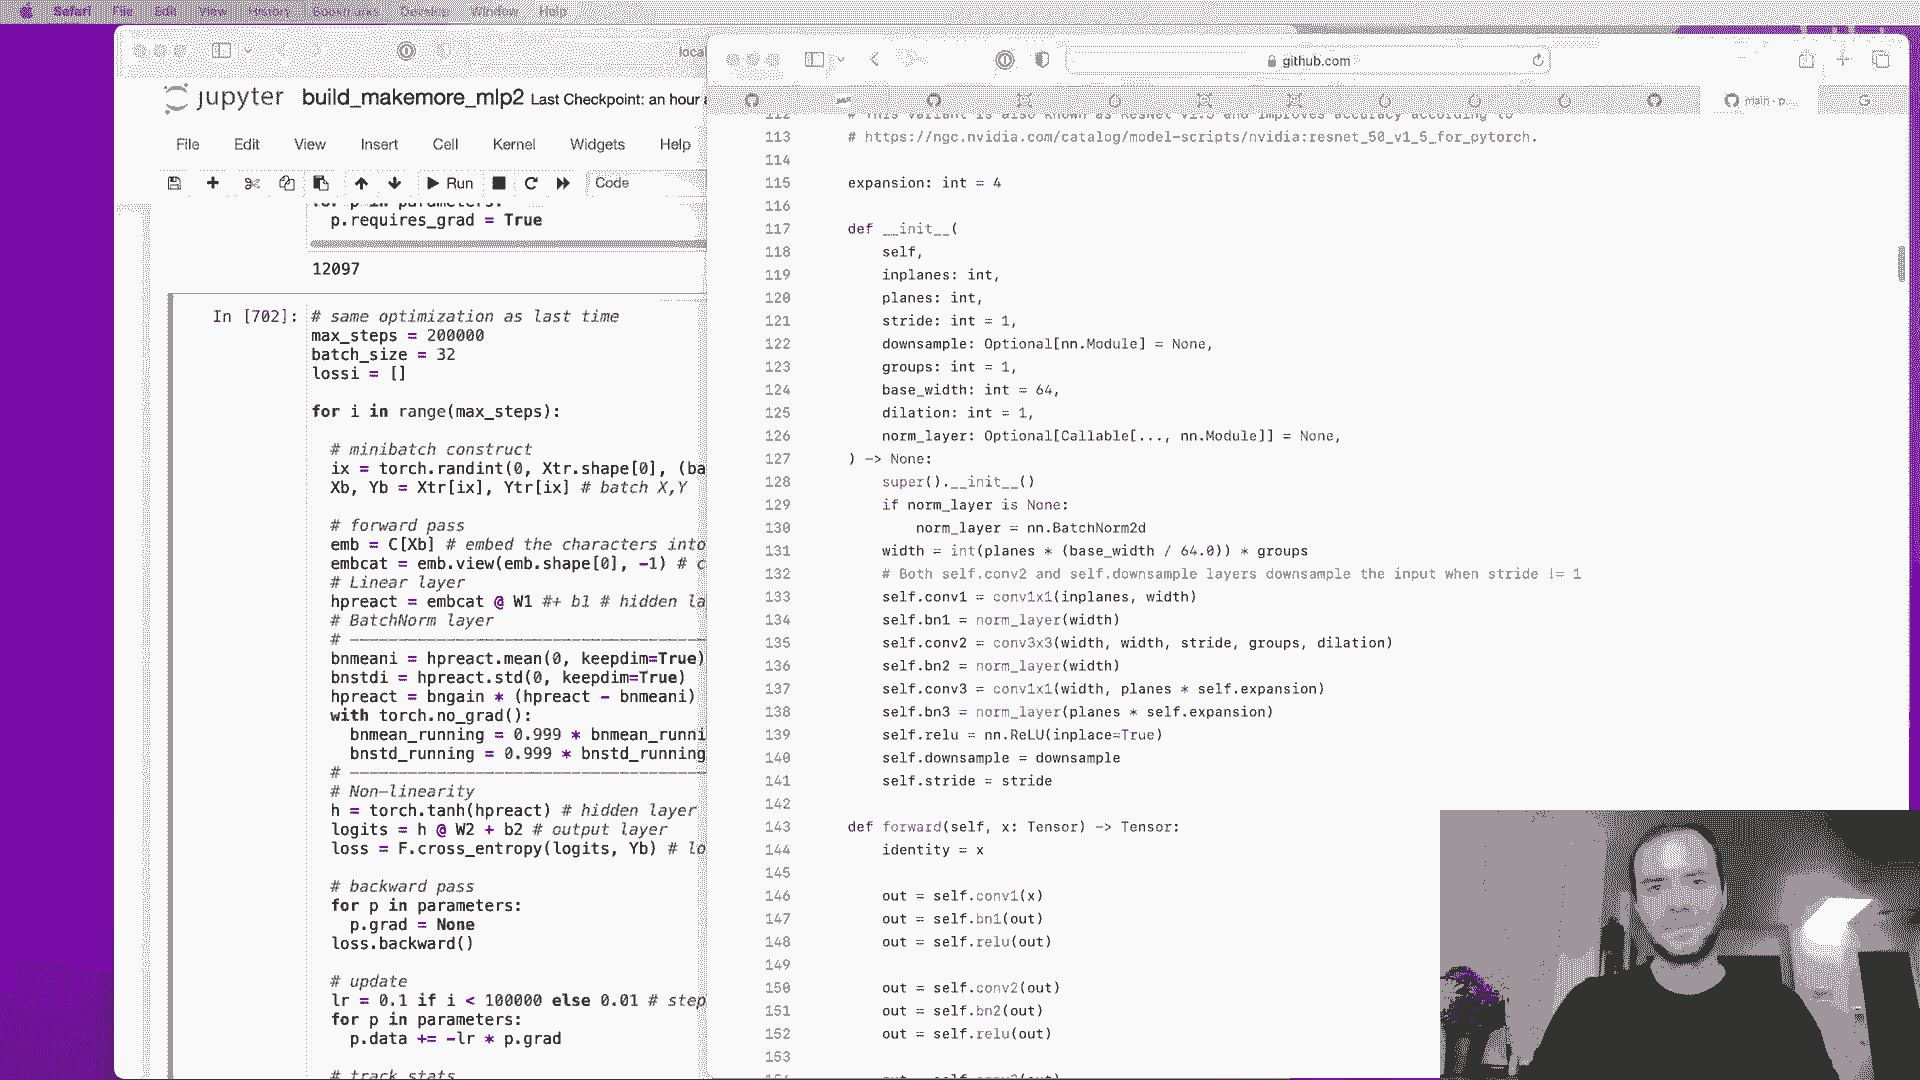 Safari File Edit View History Bookmarks Develop Window Help
jupyter build_makemore_mlp2 Last Checkpoint: an hour
File Edit View Insert Cell Kernel Widgets Help
Run Code
p.requires_grad = True
12097
In [702]: # same optimization as last time
max_steps = 200000
batch_size = 32
lossi = []
for i in range(max_steps):
# minibatch construct
ix = torch.randint(0, Xtr.shape[0], (ba
Xb, Yb = Xtr[ix], Ytr[ix] # batch X,Y
# forward pass
emb = C[Xb] # embed the characters into
embcat = emb.view(emb.shape[0], -1) # c
# Linear layer
hpreact = embcat @ W1 #+ b1 # hidden la
# BatchNorm layer
# -----------------------------------
bnmeani = hpreact.mean(0, keepdim=True)
bnstdi = hpreact.std(0, keepdim=True)
hpreact = bngain * (hpreact - bnmeani)
with torch.no_grad():
bnmean_running = 0.999 * bnmean_runni
bnstd_running = 0.999 * bnstd_running
# -----------------------------------
# Non-linearity
h = torch.tanh(hpreact) # hidden layer
logits = h @ W2 + b2 # output layer
loss = F.cross_entropy(logits, Yb) # lo
# backward pass
for p in parameters:
p.grad = None
loss.backward()
# update
lr = 0.1 if i < 100000 else 0.01 # step
for p in parameters:
p.data += -lr * p.grad
# track stats
github.com
main · p...
112 # This variant is also known as ResNet V1.5 and improves accuracy according to
113 # https://ngc.nvidia.com/catalog/model-scripts/nvidia:resnet_50_v1_5_for_pytorch.
114
115 expansion: int = 4
116
117 def __init__(
118 self,
119 inplanes: int,
120 planes: int,
121 stride: int = 1,
122 downsample: Optional[nn.Module] = None,
123 groups: int = 1,
124 base_width: int = 64,
125 dilation: int = 1,
126 norm_layer: Optional[Callable[..., nn.Module]] = None,
127 ) -> None:
128 super().__init__()
129 if norm_layer is None:
130 norm_layer = nn.BatchNorm2d
131 width = int(planes * (base_width / 64.0)) * groups
132 # Both self.conv2 and self.downsample layers downsample the input when stride != 1
133 self.conv1 = conv1x1(inplanes, width)
134 self.bn1 = norm_layer(width)
135 self.conv2 = conv3x3(width, width, stride, groups, dilation)
136 self.bn2 = norm_layer(width)
137 self.conv3 = conv1x1(width, planes * self.expansion)
138 self.bn3 = norm_layer(planes * self.expansion)
139 self.relu = nn.ReLU(inplace=True)
140 self.downsample = downsample
141 self.stride = stride
142
143 def forward(self, x: Tensor) -> Tensor:
144 identity = x
145
146 out = self.conv1(x)
147 out = self.bn1(out)
148 out = self.relu(out)
149
150 out = self.conv2(out)
151 out = self.bn2(out)
152 out = self.relu(out)
153